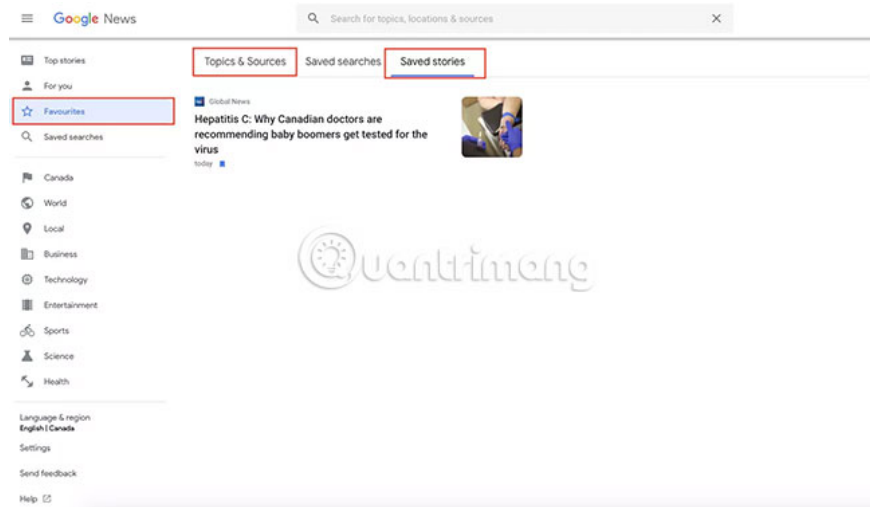 Google News
Search for topics, locations & sources
Top stories
For you
Favourites
Saved searches
Canada
World
Local
Business
Technology
Entertainment
Sports
Science
Health
Language & region
English | Canada
Settings
Send feedback
Help
Topics & Sources
Saved searches
Saved stories
Global News
Hepatitis C: Why Canadian doctors are
recommending baby boomers get tested for the
virus
today
Quantrimang